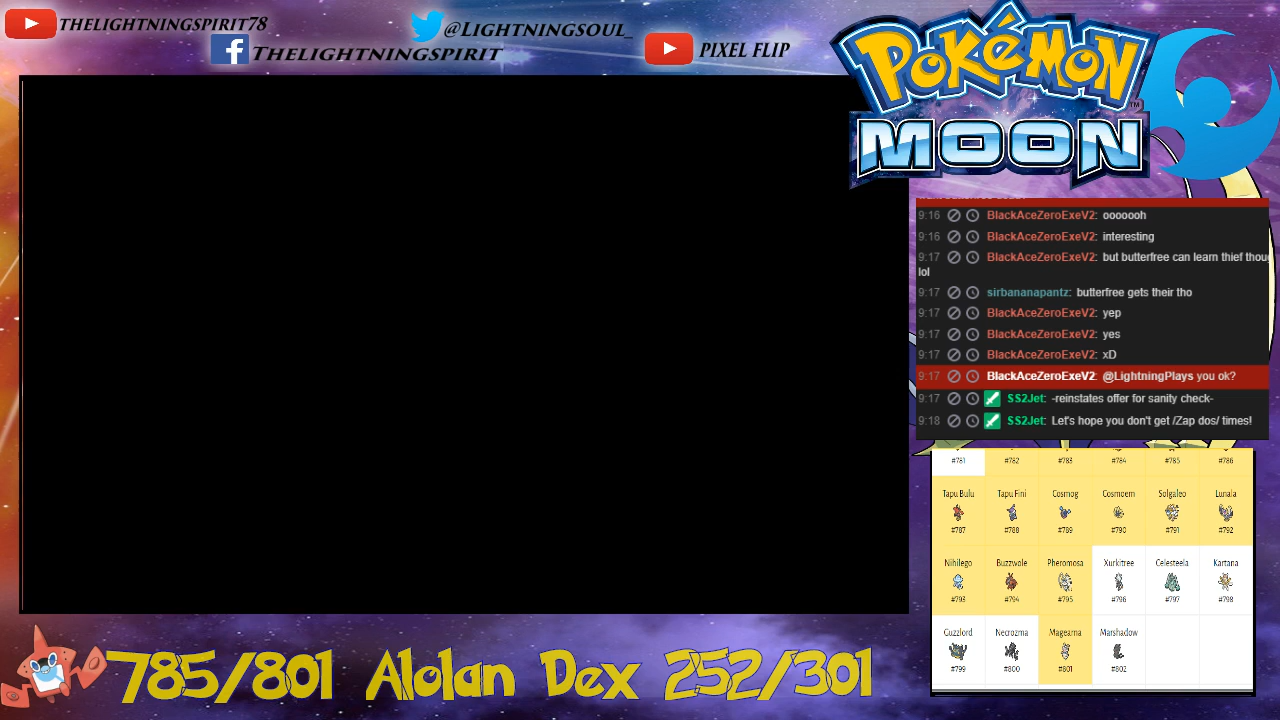 THELIGHTNINGSPIRIT78
@LIGHTNINGSOUL_
THELIGHTNINGSPIRIT
PIXEL FLIP
POKéMON
TM
MOON
9:16 BlackAceZeroExeV2: ooooooh
9:16 BlackAceZeroExeV2: interesting
9:17 BlackAceZeroExeV2: but butterfree can learn thief thoug
lol
9:17 sirbananapantz: butterfree gets their tho
9:17 BlackAceZeroExeV2: yep
9:17 BlackAceZeroExeV2: yes
9:17 BlackAceZeroExeV2: xD
9:17 BlackAceZeroExeV2: @LightningPlays you ok?
9:17 SS2Jet: -reinstates offer for sanity check-
9:18 SS2Jet: Let's hope you don't get /Zap dos/ times!
#781 #782 #783 #784 #785 #786
Tapu Bulu Tapu Fini Cosmog Cosmoem Solgaleo Lunala
#787 #788 #789 #790 #791 #792
Nihilego Buzzwole Pheromosa Xurkitree Celesteela Kartana
#793 #794 #795 #796 #797 #798
Guzzlord Necrozma Magearna Marshadow
#799 #800 #801 #802
785/801 Alolan Dex 252/301